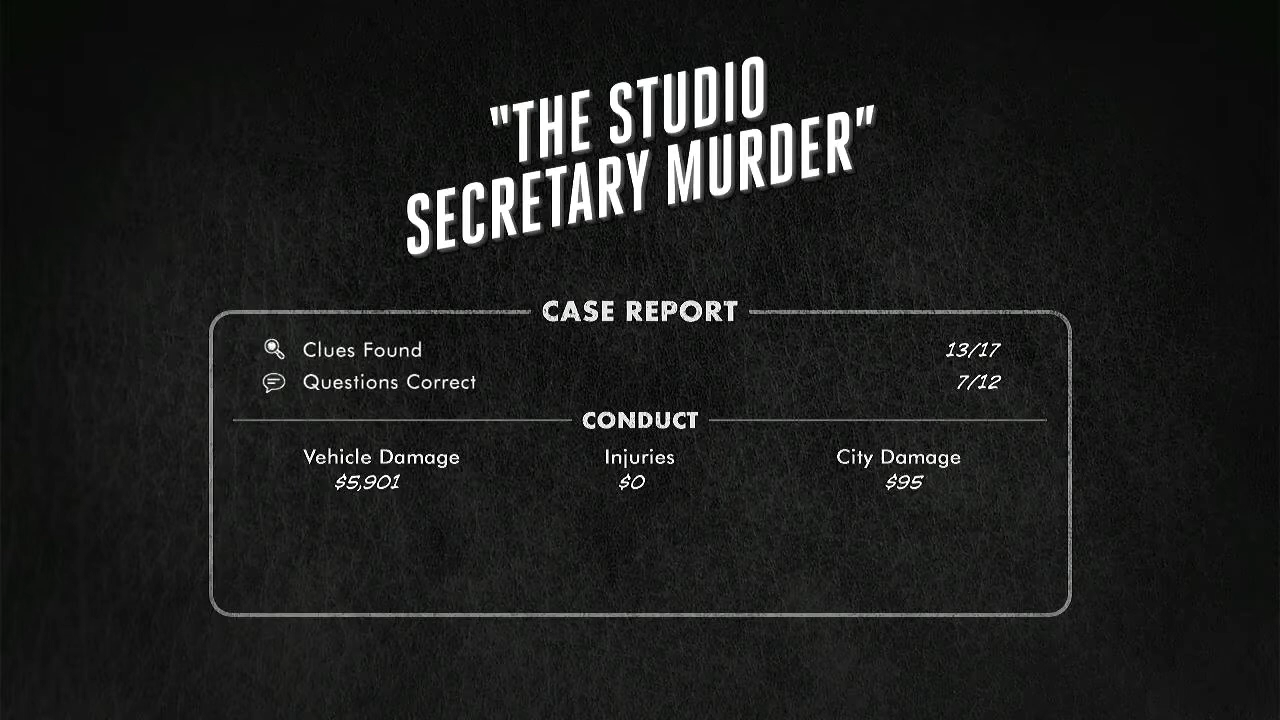 "THE STUDIO
SECRETARY MURDER"
CASE REPORT
Clues Found 13/17
Questions Correct 7/12
CONDUCT
Vehicle Damage Injuries City Damage
$5,901 $0 $95